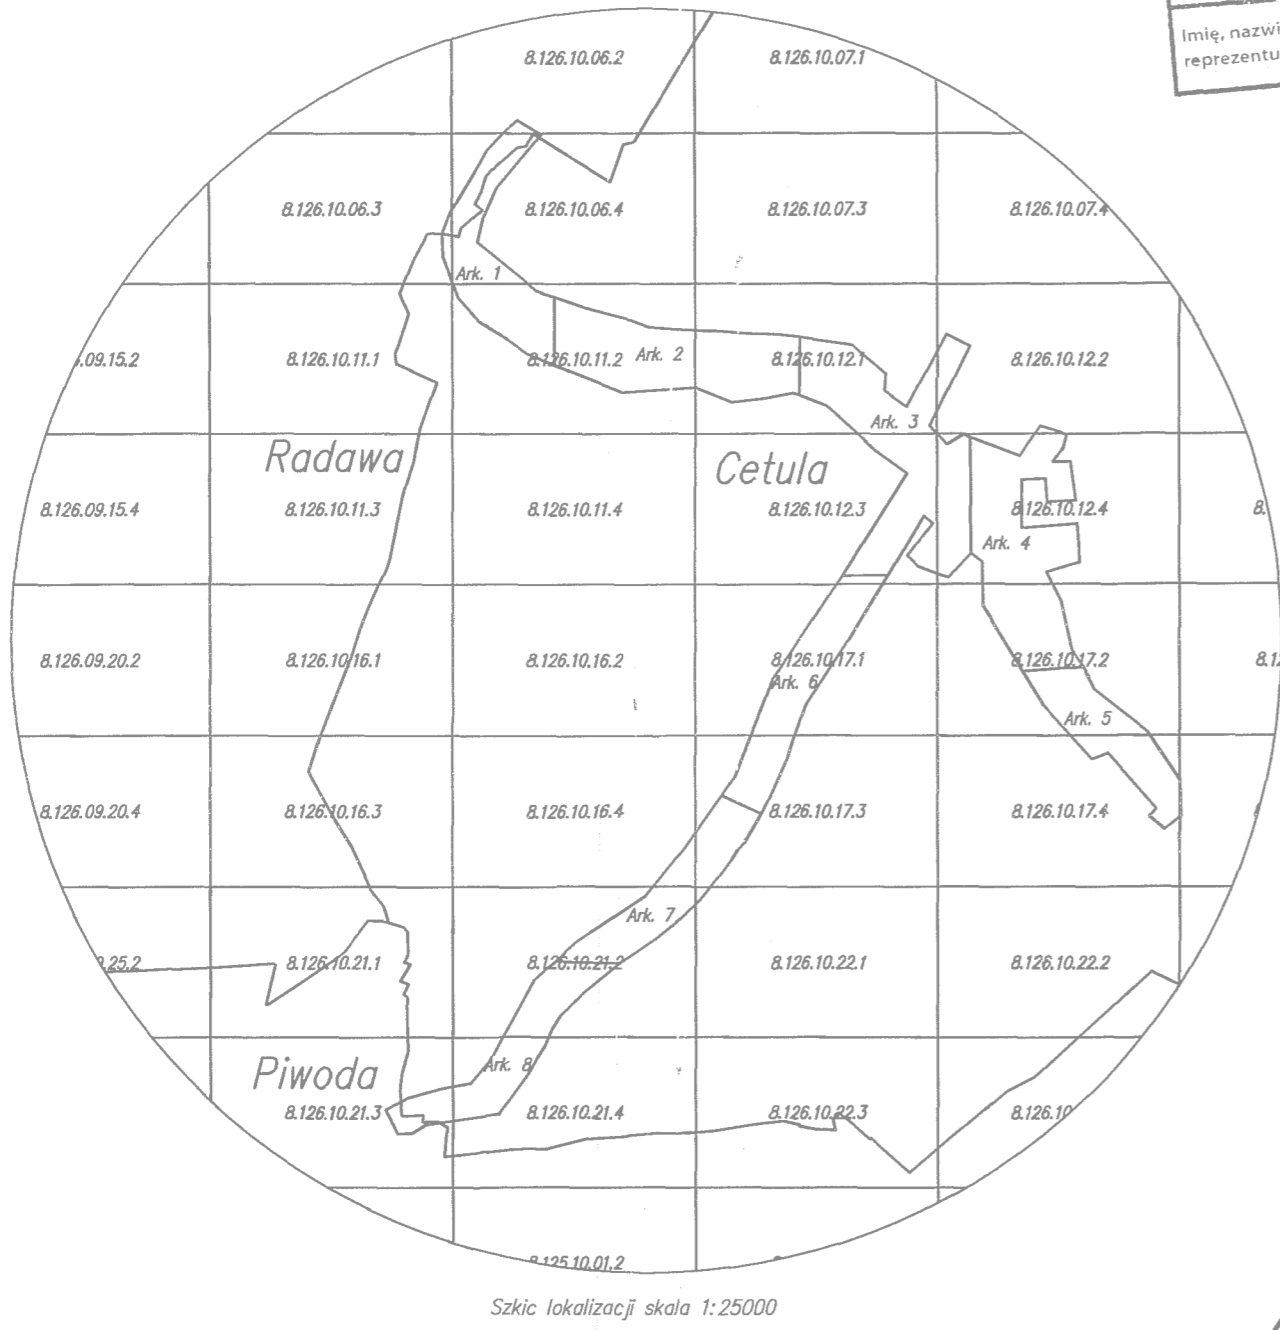 Imię, nazwi
reprezentu
8.126.10.06.2 8.126.10.07.1
8.126.10.06.3 8.126.10.06.4 8.126.10.07.3 8.126.10.07.4
Ark. 1
.09.15.2 8.126.10.11.1 8.126.10.11.2 Ark. 2 8.126.10.12.1 8.126.10.12.2
Ark. 3
Radawa Cetula
8.126.09.15.4 8.126.10.11.3 8.126.10.11.4 8.126.10.12.3 8.126.10.12.4 8.
Ark. 4
8.126.09.20.2 8.126.10.16.1 8.126.10.16.2 8.126.10.17.1 8.126.10.17.2 8.12
Ark. 6
Ark. 5
8.126.09.20.4 8.126.10.16.3 8.126.10.16.4 8.126.10.17.3 8.126.10.17.4
Ark. 7
.25.2 8.126.10.21.1 8.126.10.21.2 8.126.10.22.1 8.126.10.22.2
Ark. 8
Piwoda
8.126.10.21.3 8.126.10.21.4 8.126.10.22.3 8.126.10
8.125.10.01.2
Szkic lokalizacji skala 1:25000